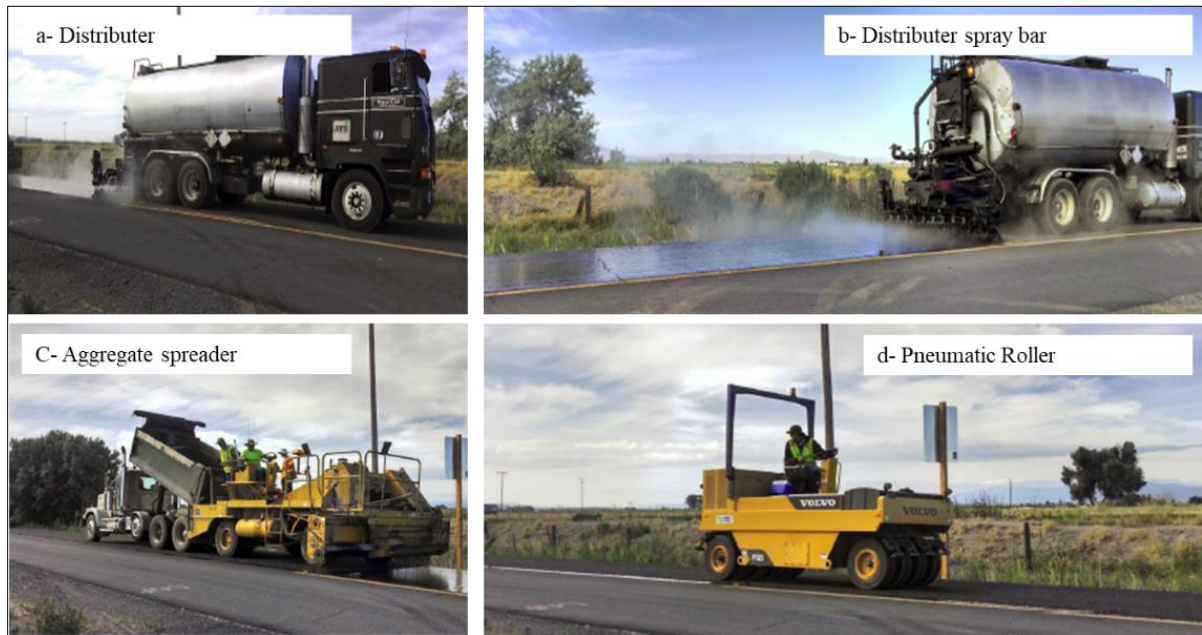 a- Distributer
b- Distributer spray bar
C- Aggregate spreader
d- Pneumatic Roller
VOLVO
VOLVO